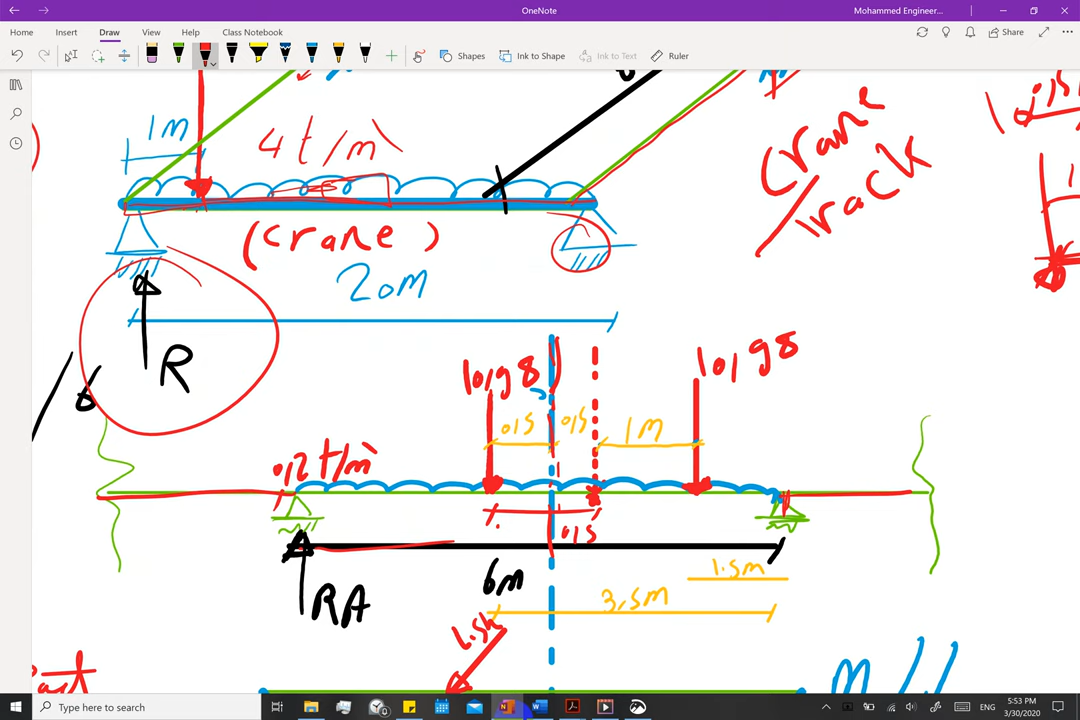 OneNote
Mohammed Engineer...
Home
Insert
Draw
View
Help
Class Notebook
Share
Shapes
Ink to Shape
Ink to Text
Ruler
1M
4t/m
(Crane)
20M
R
Crane
Track
10,98
10,98
0,5
0,5
1M
0,2 t/m
0,5
6m
RA
1.5m
3,5m
M //
Type here to search
ENG
5:53 PM
3/30/2020